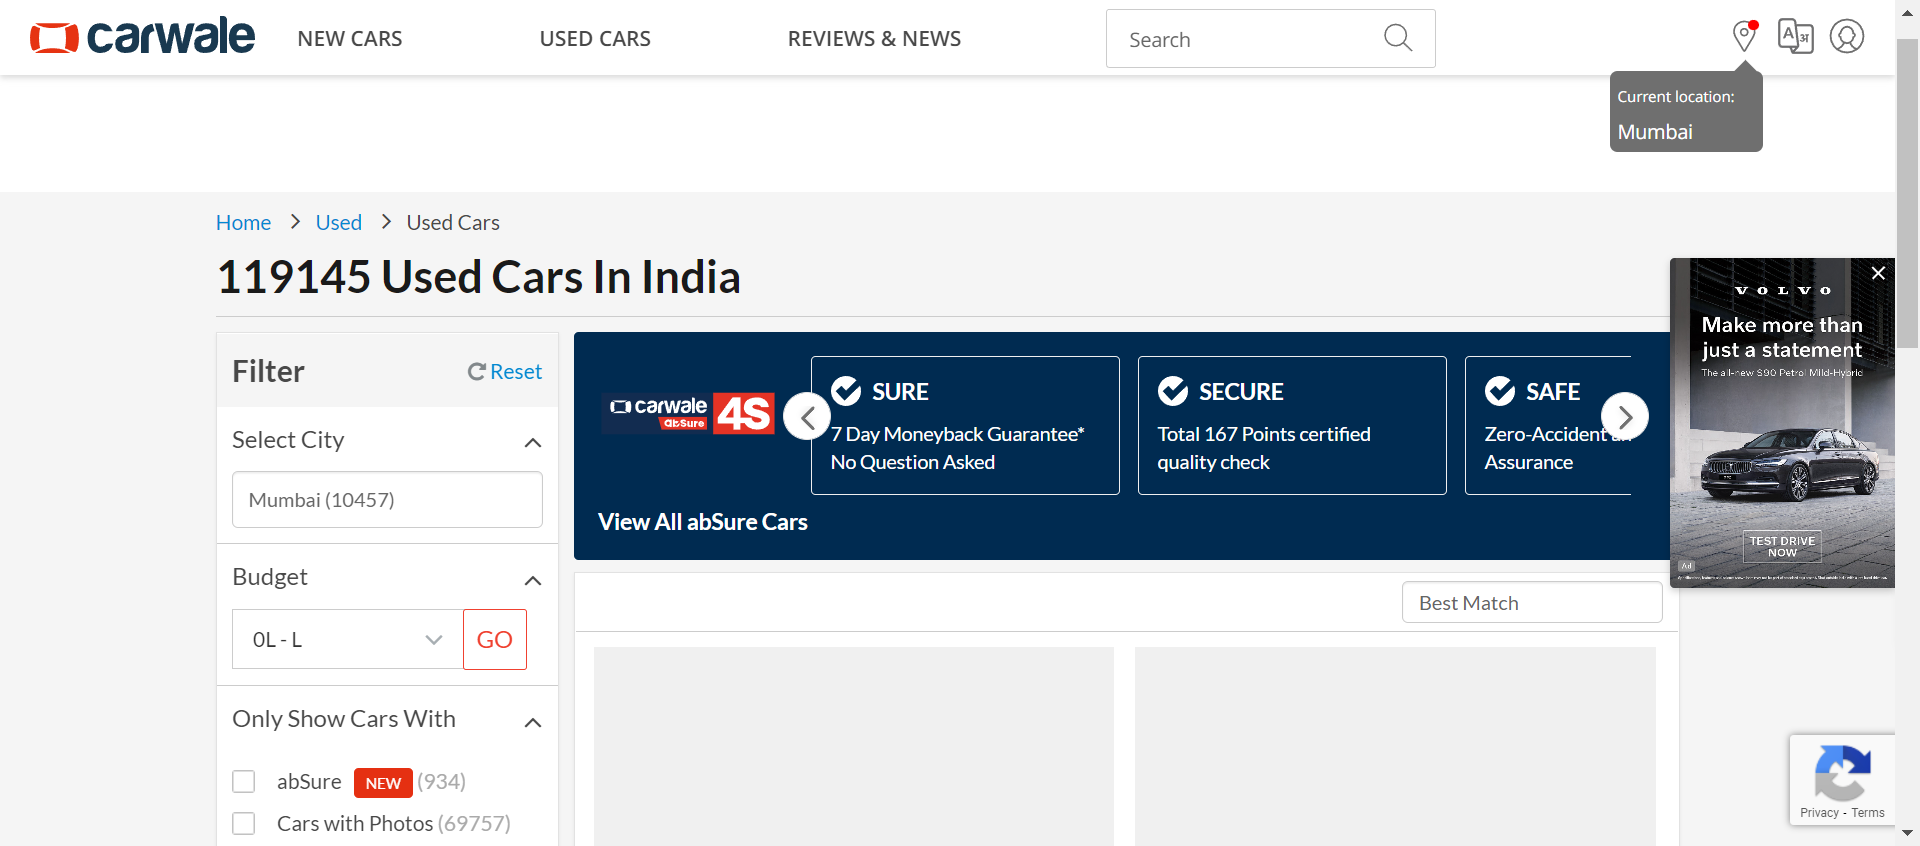 carwale
NEW CARS
USED CARS
REVIEWS & NEWS
Search
Current location:
Mumbai
Home > Used > Used Cars
119145 Used Cars In India
Filter
Reset
Select City
Mumbai (10457)
Budget
0L - L
GO
Only Show Cars With
abSure NEW (934)
Cars with Photos (69757)
carwale
abSure
4S
SURE
7 Day Moneyback Guarantee*
No Question Asked
SECURE
Total 167 Points certified
quality check
SAFE
Zero-Accident
Assurance
View All abSure Cars
Best Match
VOLVO
Make more than
just a statement
The all-new S90 Petrol Mild-Hybrid
TEST DRIVE
NOW
Ad
Privacy - Terms